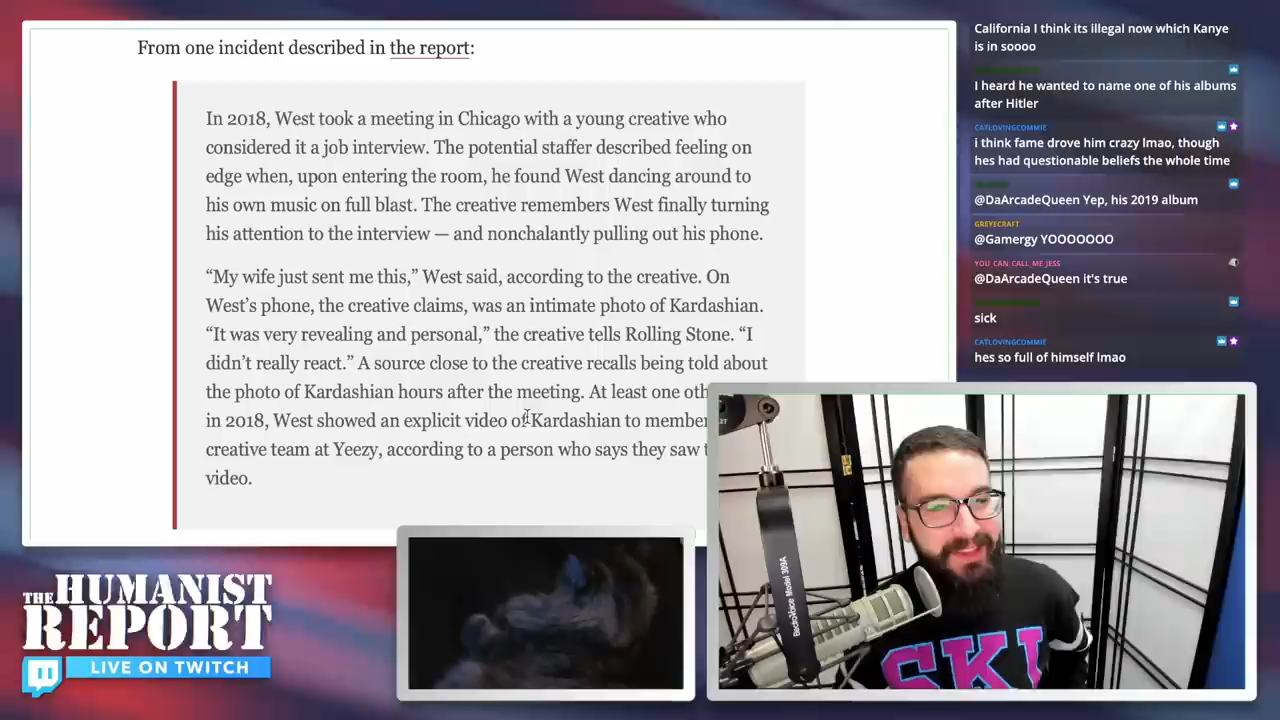 From one incident described in the report:
In 2018, West took a meeting in Chicago with a young creative who
considered it a job interview. The potential staffer described feeling on
edge when, upon entering the room, he found West dancing around to
his own music on full blast. The creative remembers West finally turning
his attention to the interview — and nonchalantly pulling out his phone.
“My wife just sent me this,” West said, according to the creative. On
West’s phone, the creative claims, was an intimate photo of Kardashian.
“It was very revealing and personal,” the creative tells Rolling Stone. “I
didn’t really react.” A source close to the creative recalls being told about
the photo of Kardashian hours after the meeting. At least one
in 2018, West showed an explicit video of Kardashian to
creative team at Yeezy, according to a person who says they saw
video.
California I think its illegal now which Kanye
is in soooo
I heard he wanted to name one of his albums
after Hitler
CATLOVINGCOMMIE
i think fame drove him crazy lmao, though
hes had questionable beliefs the whole time
@DaArcadeQueen Yep, his 2019 album
GREYECRAFT
@Gamergy YOOOOOOO
YOU_CAN_CALL_ME_JESS
@DaArcadeQueen it's true
sick
CATLOVINGCOMMIE
hes so full of himself lmao
THE HUMANIST
REPORT
LIVE ON TWITCH
BlackVoice Model 309A
SKI